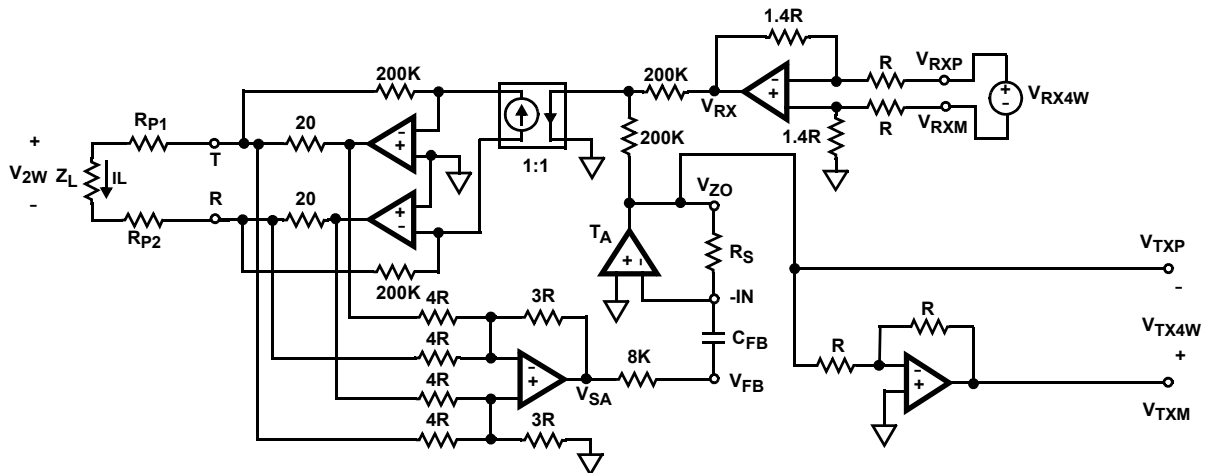 1.4R
200K
200K
R
V_RXP
+
-
V_RX4W
V_RX
-
+
R
V_RXM
1.4R
200K
1:1
R_P1
T
20
-
+
+
V_2W
-
Z_L
IL
R
20
+
-
R_P2
200K
V_ZO
T_A
+
-
R_S
-IN
C_FB
V_FB
4R
3R
4R
-
+
V_SA
8K
4R
4R
3R
V_TXP
-
V_TX4W
+
V_TXM
R
R
-
+